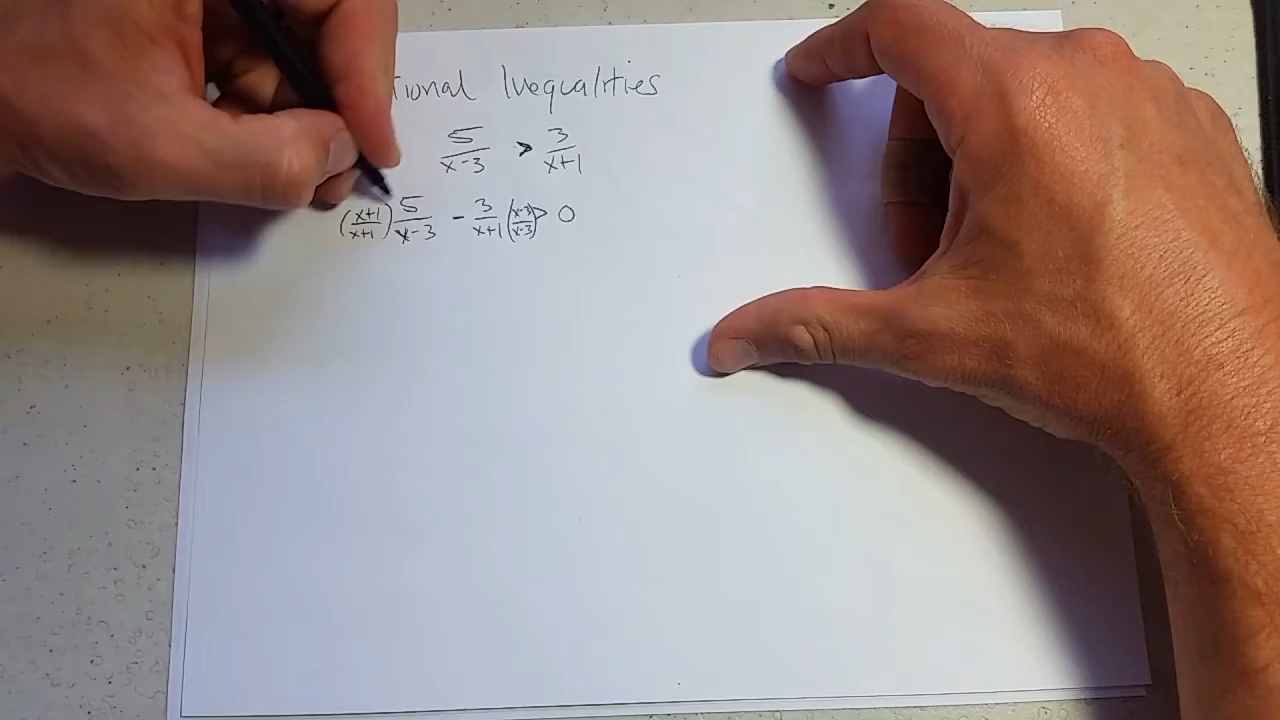 tional Inequalities
5/(x-3) > 3/(x+1)
((x+1)/(x+1)) 5/(x-3) - 3/(x+1) ((x-3)/(x-3)) > 0